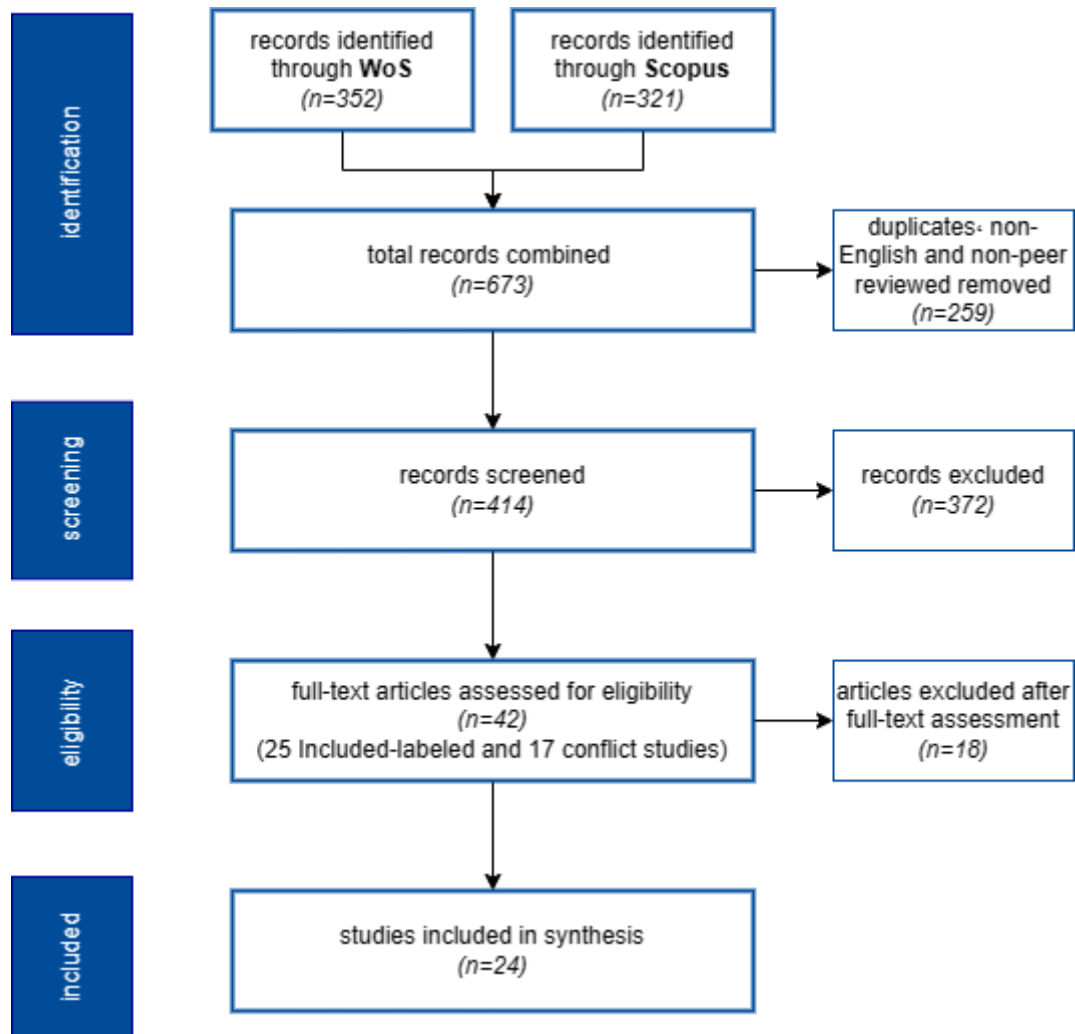 identification
records identified
through WoS
(n=352)
records identified
through Scopus
(n=321)
total records combined
(n=673)
duplicates، non-
English and non-peer
reviewed removed
(n=259)
screening
records screened
(n=414)
records excluded
(n=372)
eligibility
full-text articles assessed for eligibility
(n=42)
(25 Included-labeled and 17 conflict studies)
articles excluded after
full-text assessment
(n=18)
included
studies included in synthesis
(n=24)